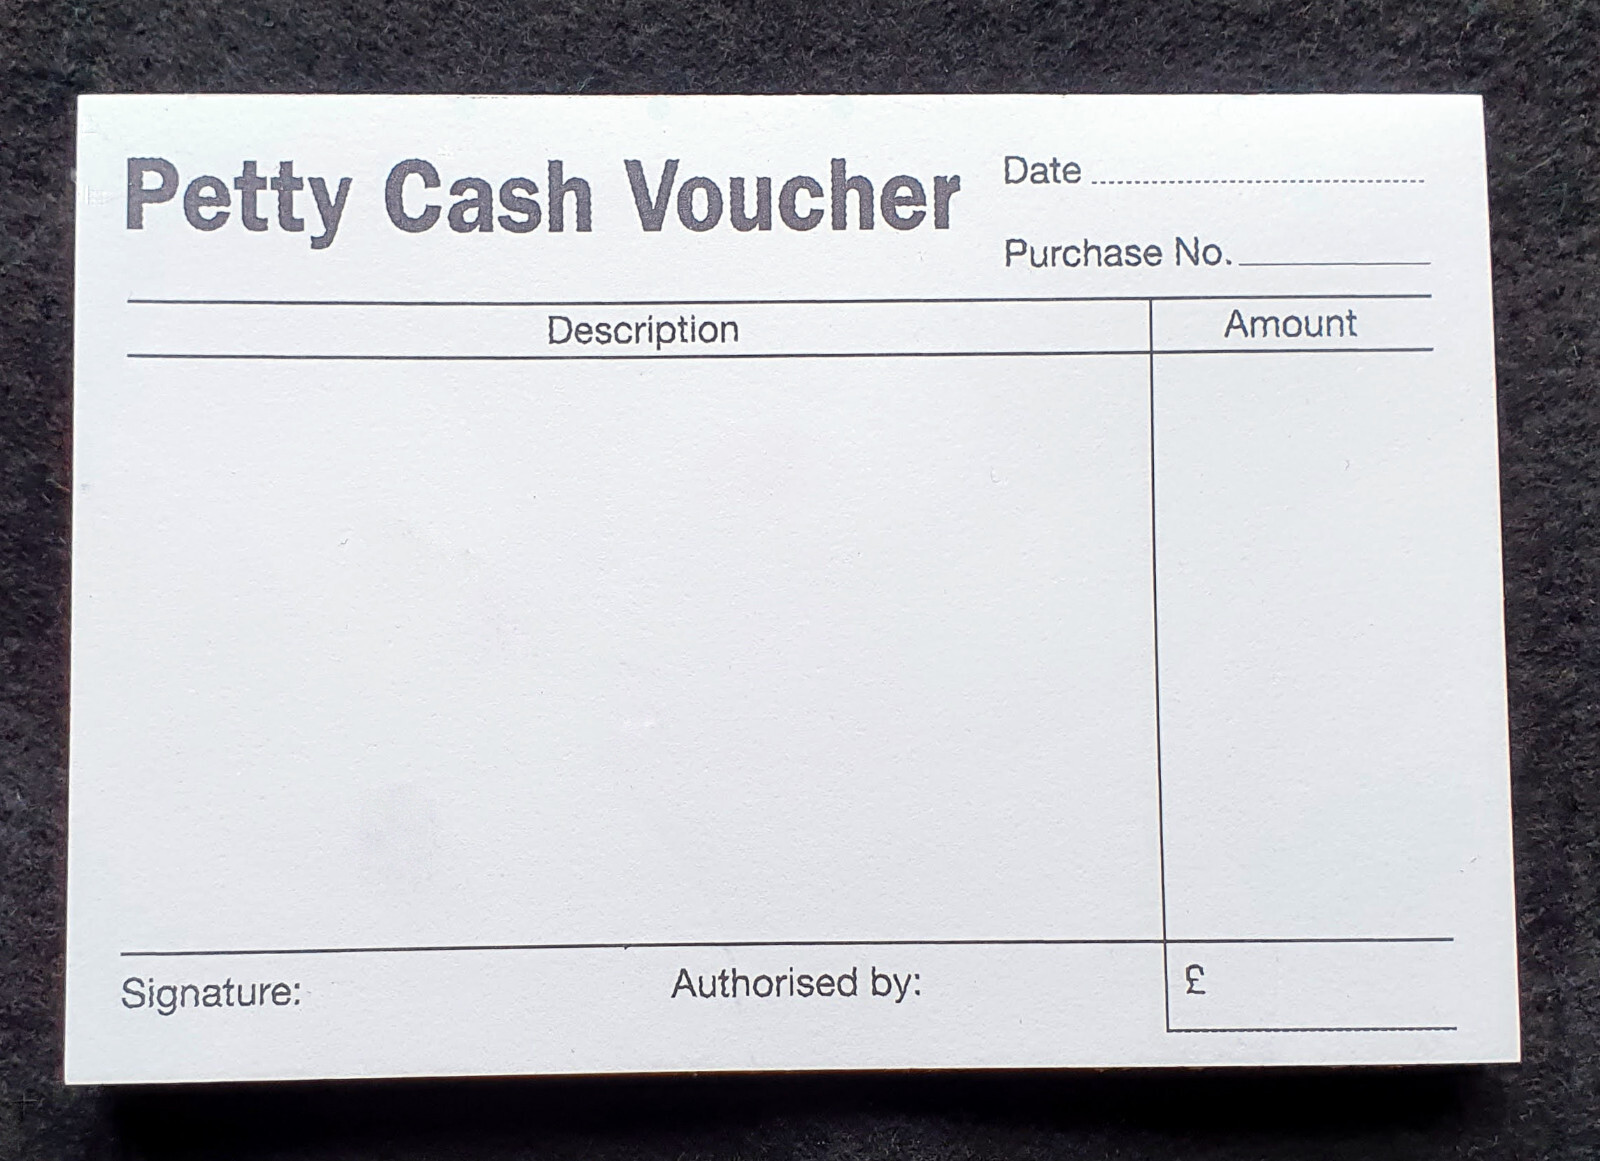 Petty Cash Voucher
Date
Purchase No.
Description Amount
Signature: Authorised by: £